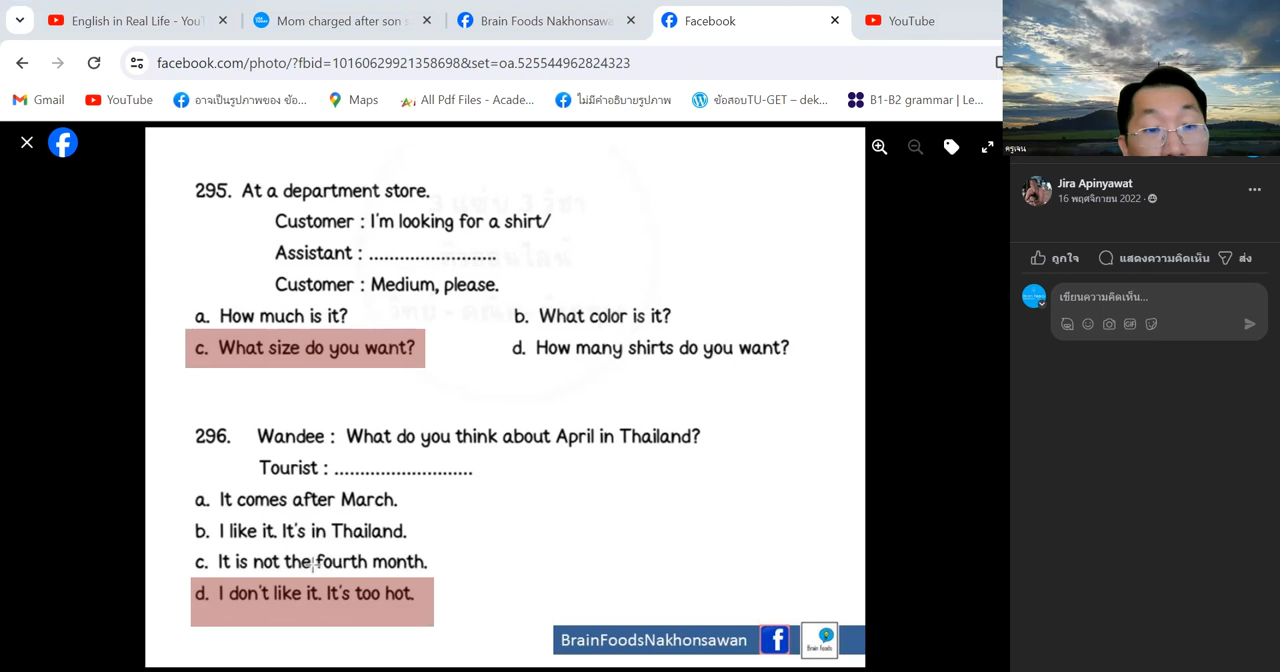 English in Real Life - YouT
Mom charged after son s
Brain Foods Nakhonsawa
Facebook
YouTube
facebook.com/photo/?fbid=10160629921358698&set=oa.525544962824323
Gmail
YouTube
อาจเป็นรูปภาพของ ข้อ...
Maps
All Pdf Files - Acade...
ไม่มีคำอธิบายรูปภาพ
ข้อสอบTU-GET – dek...
B1-B2 grammar | Le...
ครูเจน
295. At a department store.
Customer : I'm looking for a shirt/
Assistant : ..........................
Customer : Medium, please.
a. How much is it?
b. What color is it?
c. What size do you want?
d. How many shirts do you want?
296. Wandee : What do you think about April in Thailand?
Tourist : ...........................
a. It comes after March.
b. I like it. It's in Thailand.
c. It is not the fourth month.
d. I don't like it. It's too hot.
BrainFoodsNakhonsawan
Brain Foods
Jira Apinyawat
16 พฤศจิกายน 2022
ถูกใจ
แสดงความคิดเห็น
ส่ง
เขียนความคิดเห็น...
GIF